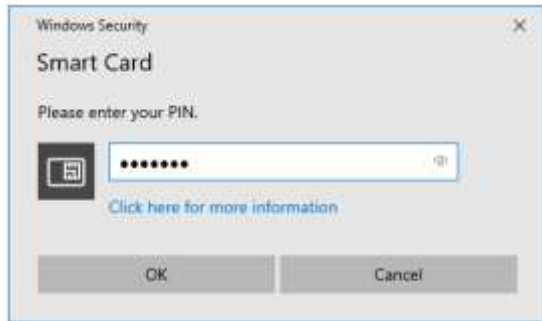 Windows Security
Smart Card
Please enter your PIN.
•••••••
Click here for more information
OK
Cancel